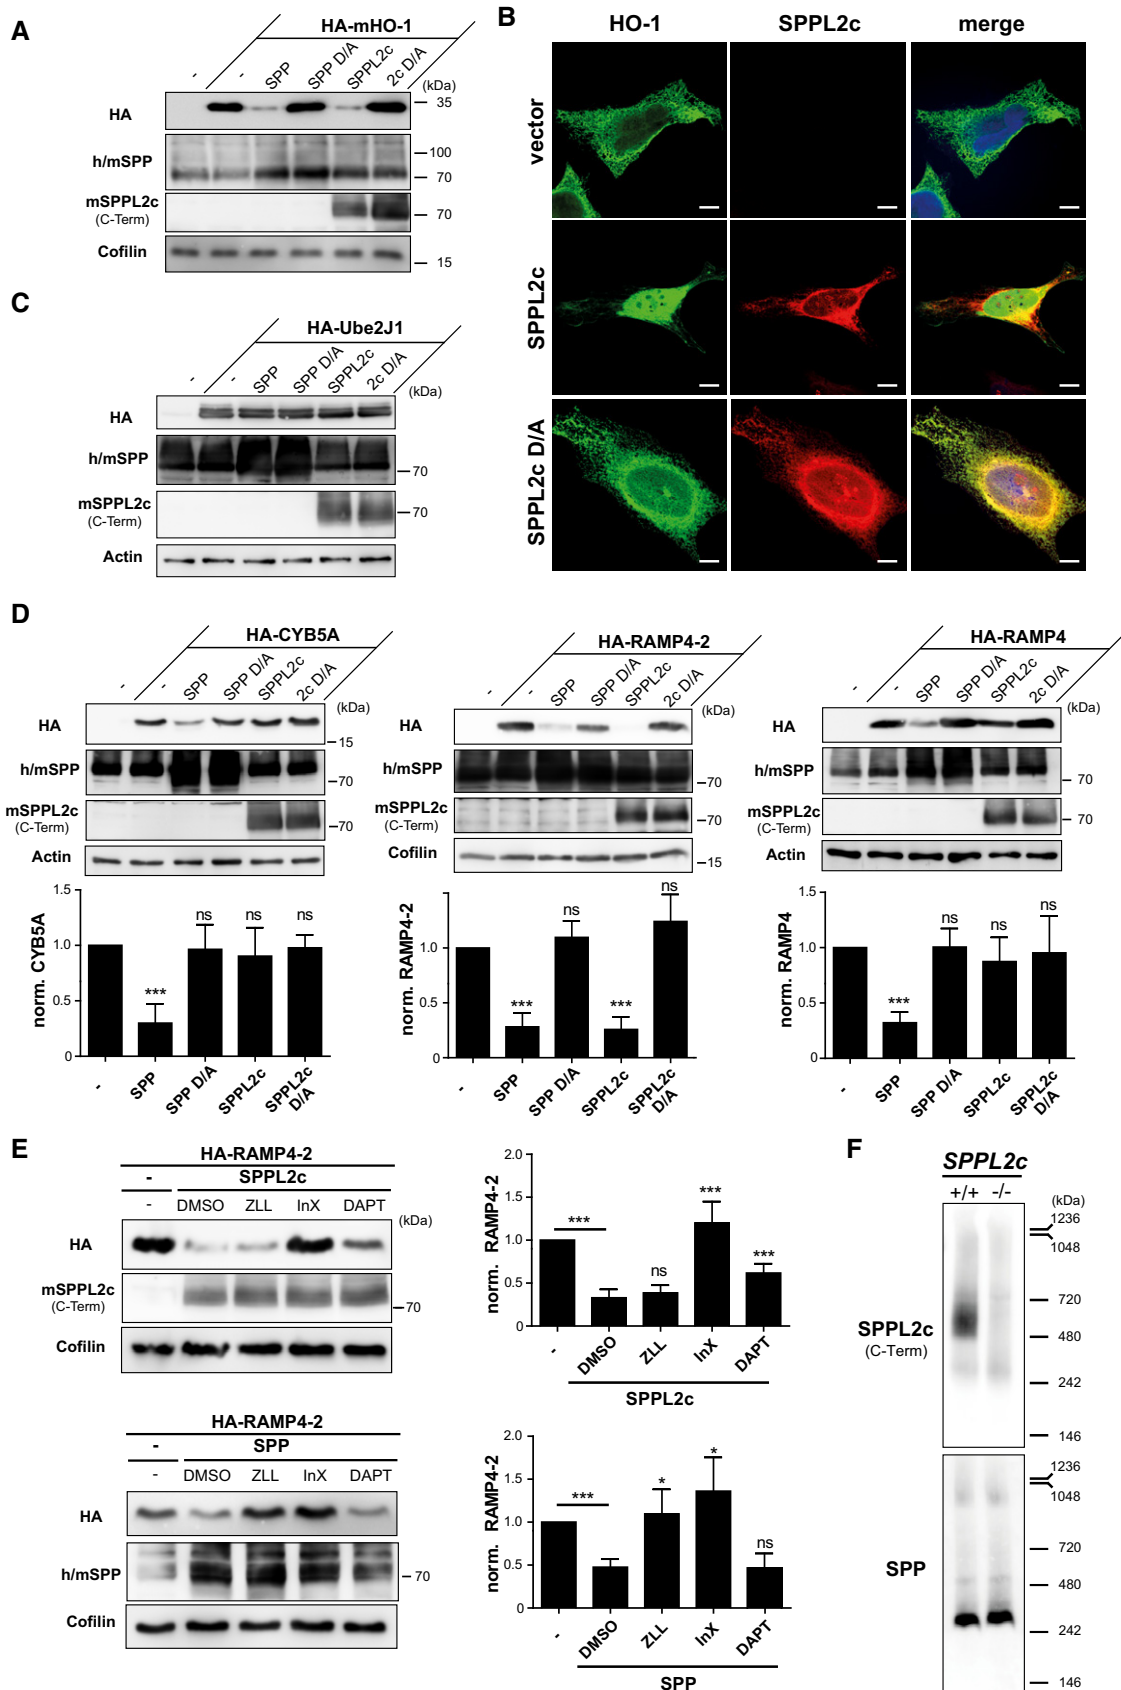 A
HA-mHO-1
- - SPP SPP D/A SPPL2c 2c D/A
(kDa)
HA
35
h/mSPP
100
70
mSPPL2c
(C-Term)
70
Cofilin
15
B
HO-1 SPPL2c merge
vector
SPPL2c
SPPL2c D/A
C
HA-Ube2J1
- - SPP SPP D/A SPPL2c 2c D/A
(kDa)
HA
h/mSPP
70
mSPPL2c
(C-Term)
70
Actin
D
HA-CYB5A
- - SPP SPP D/A SPPL2c 2c D/A
(kDa)
HA
15
h/mSPP
70
mSPPL2c
(C-Term)
70
Actin
norm. CYB5A
1.5
1.0
0.5
0
*** ns ns ns
- SPP SPP D/A SPPL2c SPPL2c D/A
HA-RAMP4-2
- - SPP SPP D/A SPPL2c 2c D/A
(kDa)
HA
h/mSPP
70
mSPPL2c
(C-Term)
70
Cofilin
15
norm. RAMP4-2
1.0
0.5
0
*** ns *** ns
- SPP SPP D/A SPPL2c SPPL2c D/A
HA-RAMP4
- - SPP SPP D/A SPPL2c 2c D/A
(kDa)
HA
h/mSPP
70
mSPPL2c
(C-Term)
70
Actin
norm. RAMP4
1.5
1.0
0.5
0
*** ns ns ns
- SPP SPP D/A SPPL2c SPPL2c D/A
E
HA-RAMP4-2
- SPPL2c
- DMSO ZLL InX DAPT
(kDa)
HA
mSPPL2c
(C-Term)
70
Cofilin
norm. RAMP4-2
2.0
1.5
1.0
0.5
0
*** ns *** ***
- DMSO ZLL InX DAPT
SPPL2c
HA-RAMP4-2
- SPP
- DMSO ZLL InX DAPT
HA
h/mSPP
70
Cofilin
norm. RAMP4-2
2.0
1.5
1.0
0.5
0
*** * * ns
- DMSO ZLL InX DAPT
SPP
F
SPPL2c
+/+ -/-
(kDa)
1236
1048
720
480
242
146
SPPL2c
(C-Term)
1236
1048
720
480
242
146
SPP